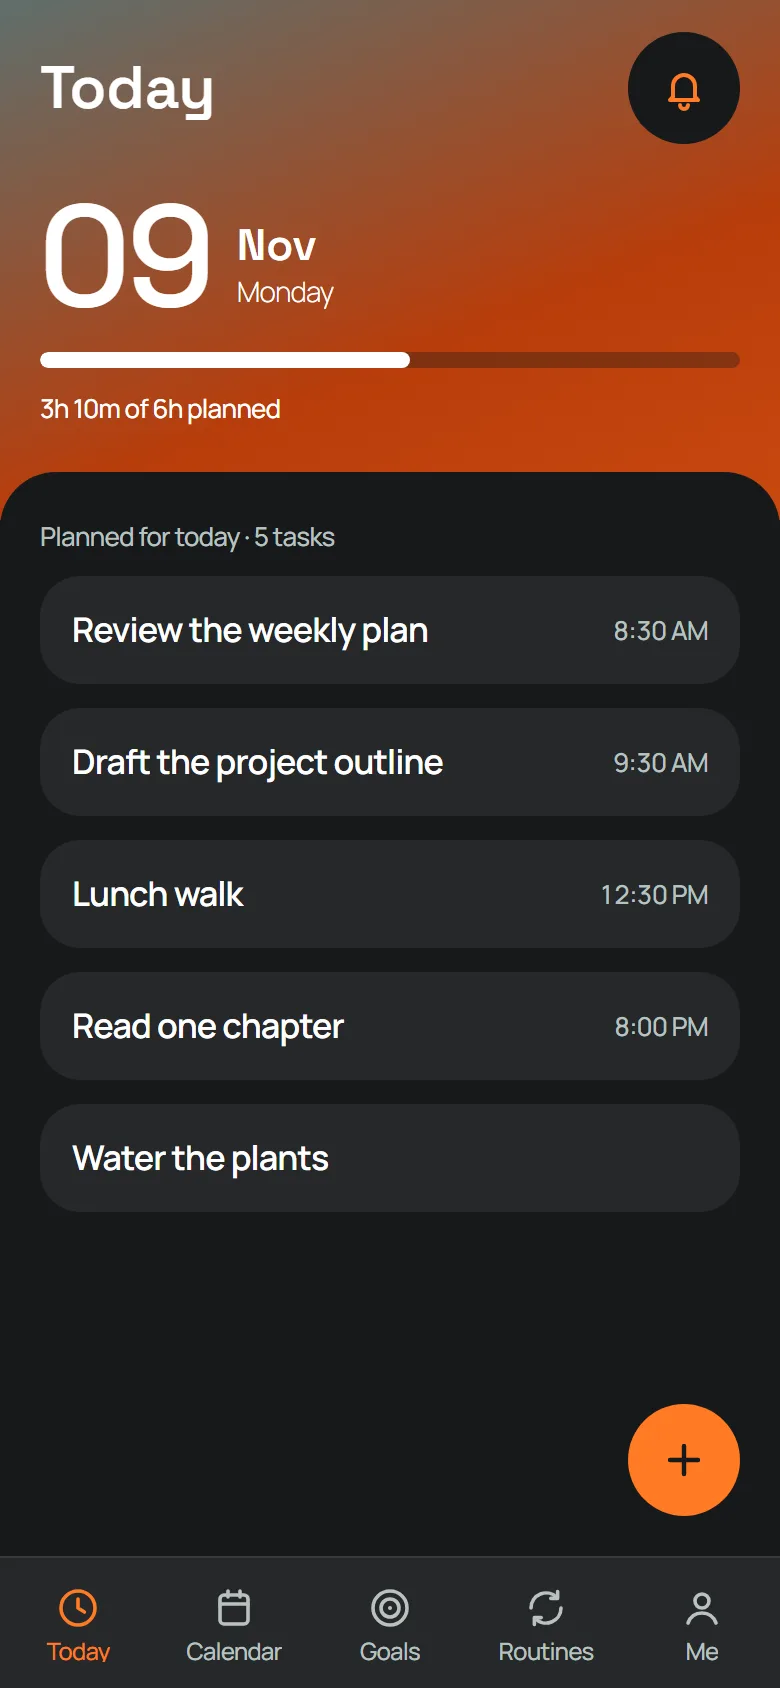 Today
09
Nov
Monday
3h 10m of 6h planned
Planned for today · 5 tasks
Review the weekly plan 8:30 AM
Draft the project outline 9:30 AM
Lunch walk 12:30 PM
Read one chapter 8:00 PM
Water the plants
Today Calendar Goals Routines Me